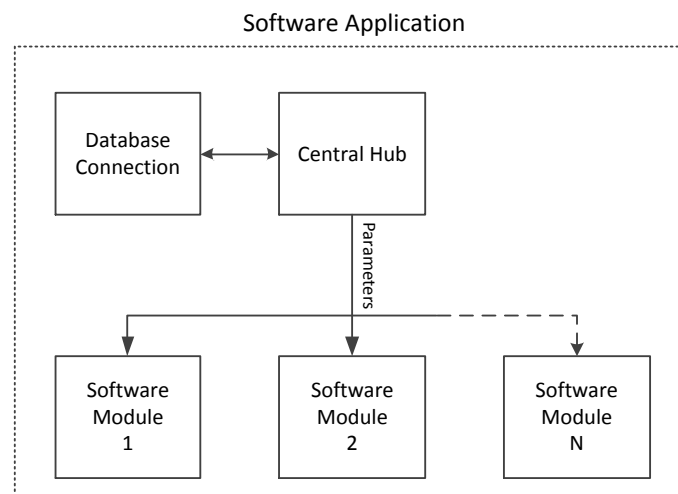 Software Application
Database
Connection
Central Hub
Parameters
Software
Module
1
Software
Module
2
Software
Module
N